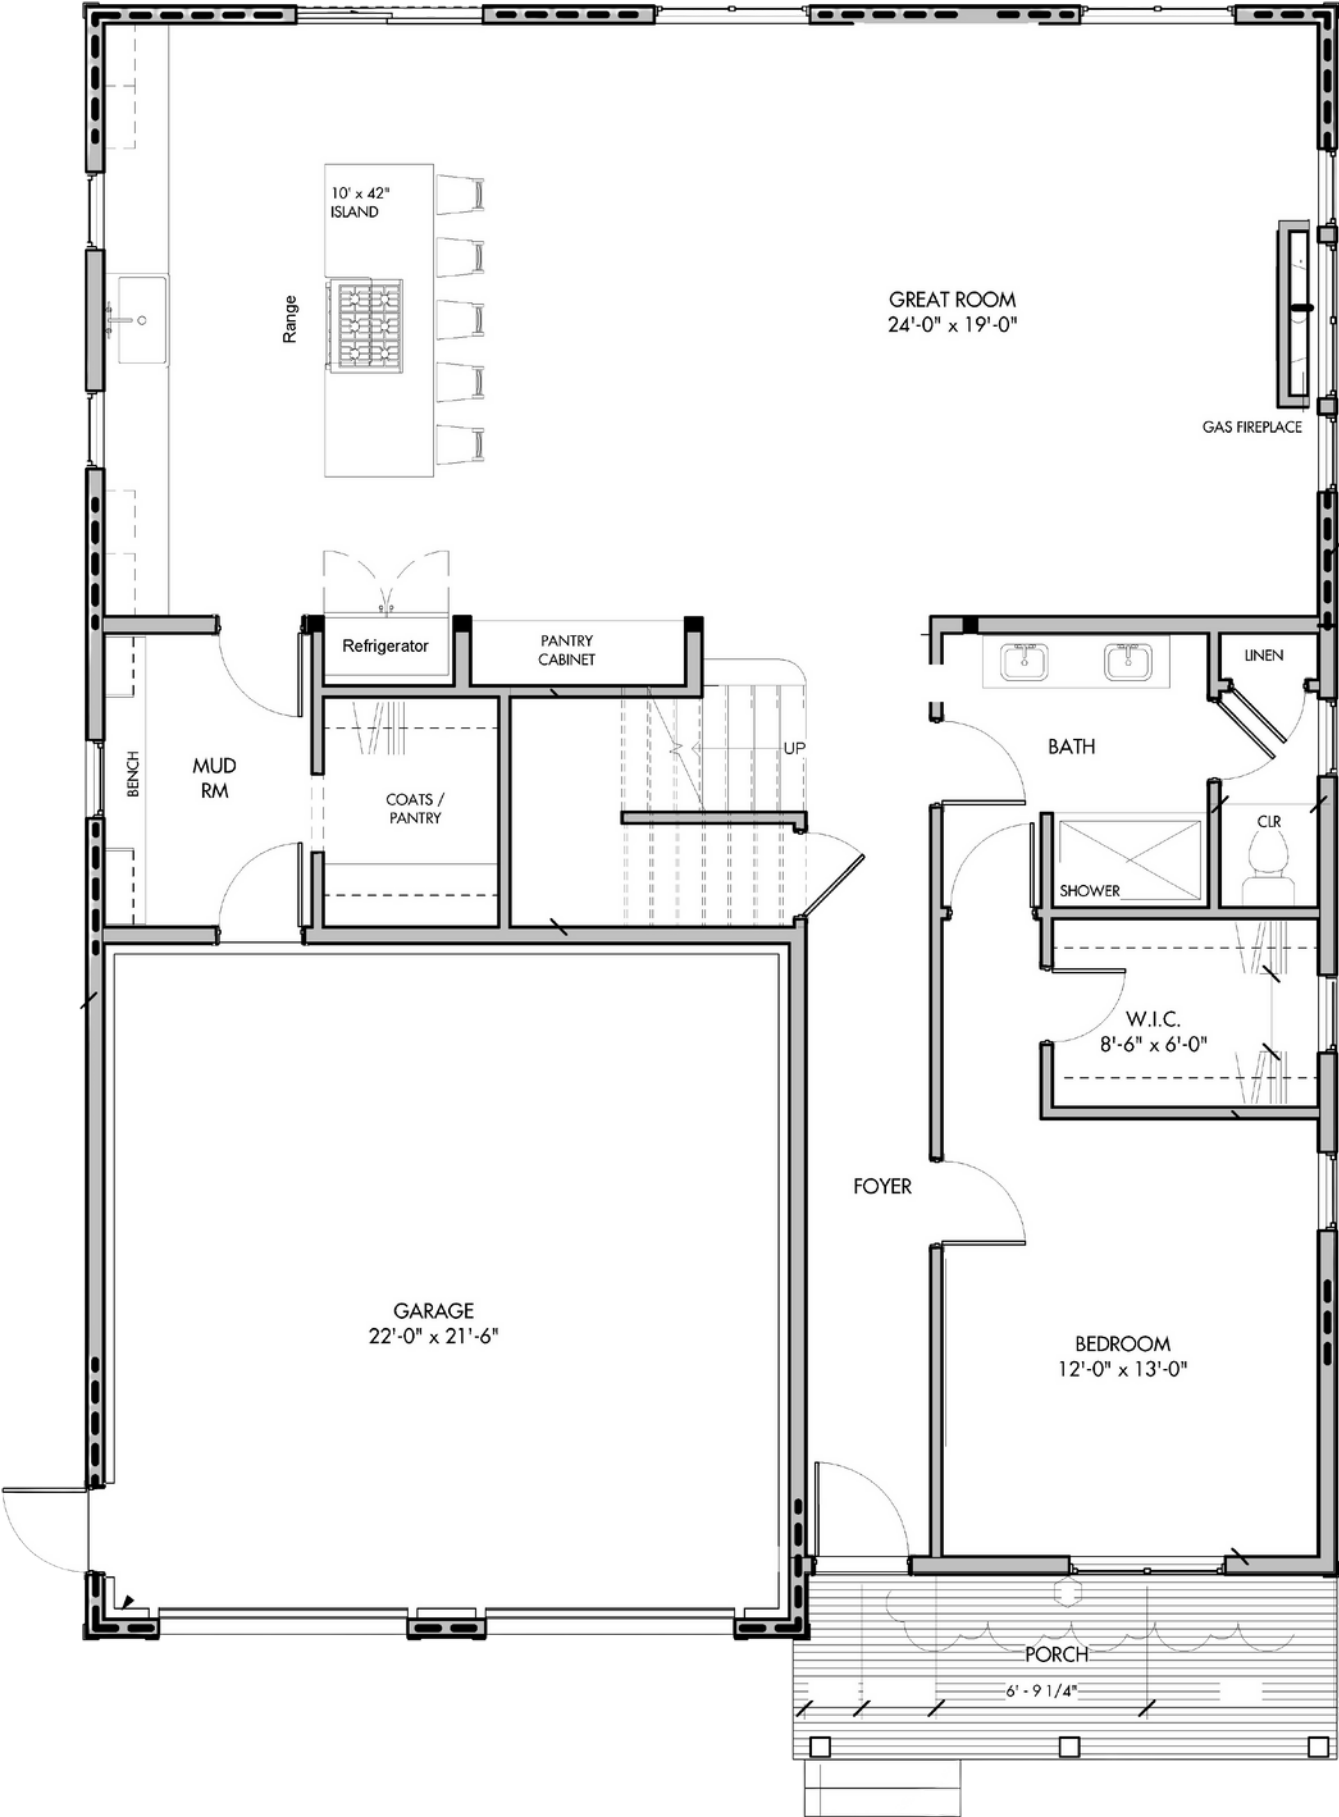 10' x 42"
ISLAND
Range
GREAT ROOM
24'-0" x 19'-0"
GAS FIREPLACE
Refrigerator
PANTRY
CABINET
LINEN
UP
BATH
BENCH
MUD
RM
COATS /
PANTRY
CLR
SHOWER
W.I.C.
8'-6" x 6'-0"
FOYER
GARAGE
22'-0" x 21'-6"
BEDROOM
12'-0" x 13'-0"
PORCH
6' - 9 1/4"